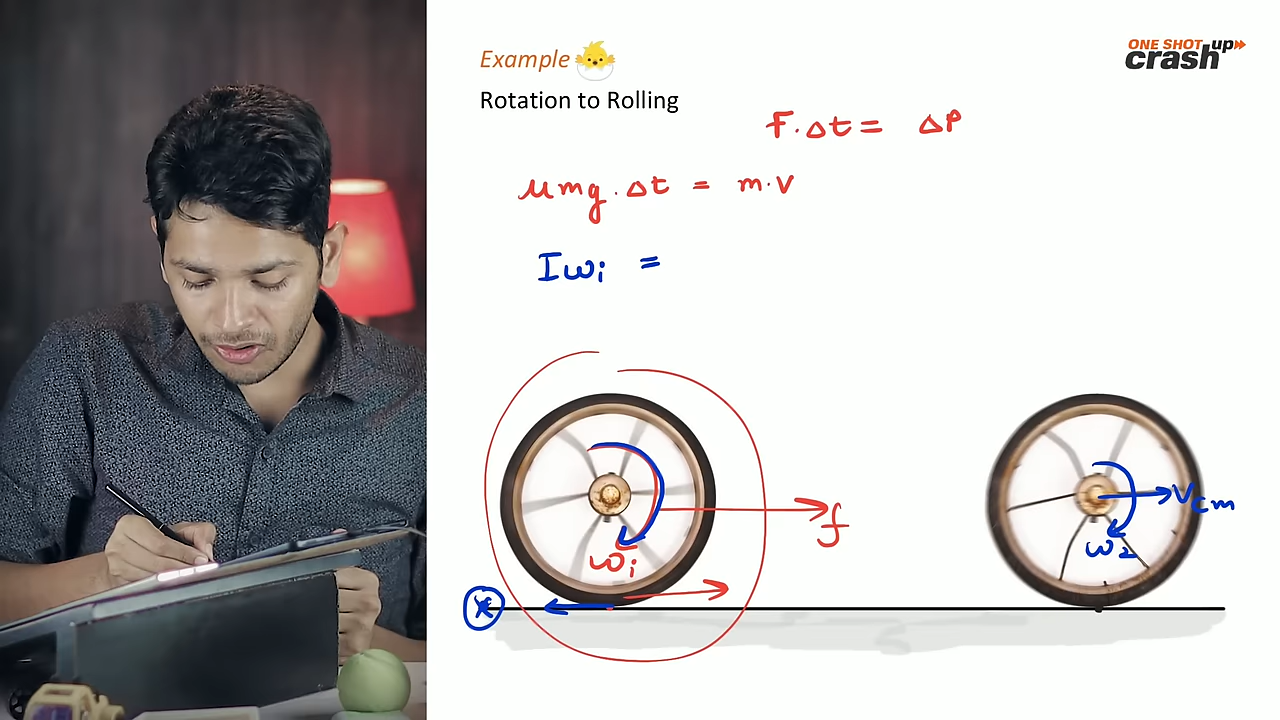 Example
ONE SHOT
crash up
Rotation to Rolling
F·Δt = ΔP
μmg·Δt = m·v
Iωi =
f
ωi
Vcm
ω2
*